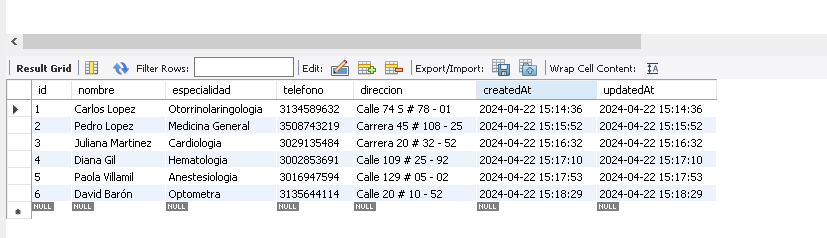 Result Grid Filter Rows: Edit: Export/Import: Wrap Cell Content: IA
id nombre especialidad telefono direccion createdAt updatedAt
1 Carlos Lopez Otorrinolaringologia 3134589632 Calle 74 S # 78 - 01 2024-04-22 15:14:36 2024-04-22 15:14:36
2 Pedro Lopez Medicina General 3508743219 Carrera 45 # 108 - 25 2024-04-22 15:15:52 2024-04-22 15:15:52
3 Juliana Martinez Cardiologia 3029135484 Carrera 20 # 32 - 52 2024-04-22 15:16:32 2024-04-22 15:16:32
4 Diana Gil Hematologia 3002853691 Calle 109 # 25 - 92 2024-04-22 15:17:10 2024-04-22 15:17:10
5 Paola Villamil Anestesiologia 3016947594 Calle 129 # 05 - 02 2024-04-22 15:17:53 2024-04-22 15:17:53
6 David Barón Optometra 3135644114 Calle 20 # 10 - 52 2024-04-22 15:18:29 2024-04-22 15:18:29
NULL NULL NULL NULL NULL NULL NULL